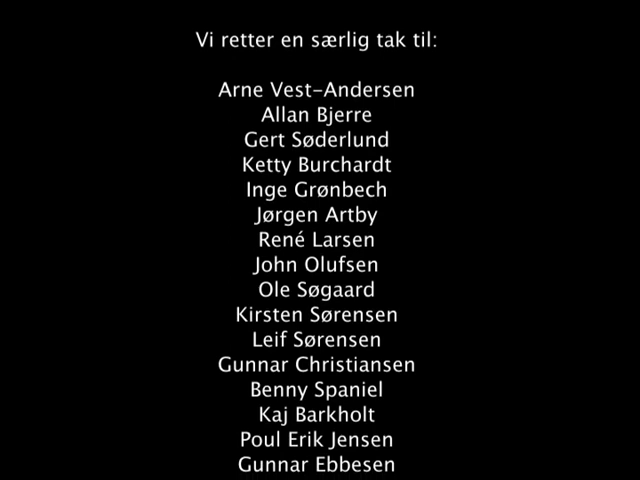 Vi retter en særlig tak til:
Arne Vest-Andersen
Allan Bjerre
Gert Søderlund
Ketty Burchardt
Inge Grønbech
Jørgen Artby
René Larsen
John Olufsen
Ole Søgaard
Kirsten Sørensen
Leif Sørensen
Gunnar Christiansen
Benny Spaniel
Kaj Barkholt
Poul Erik Jensen
Gunnar Ebbesen